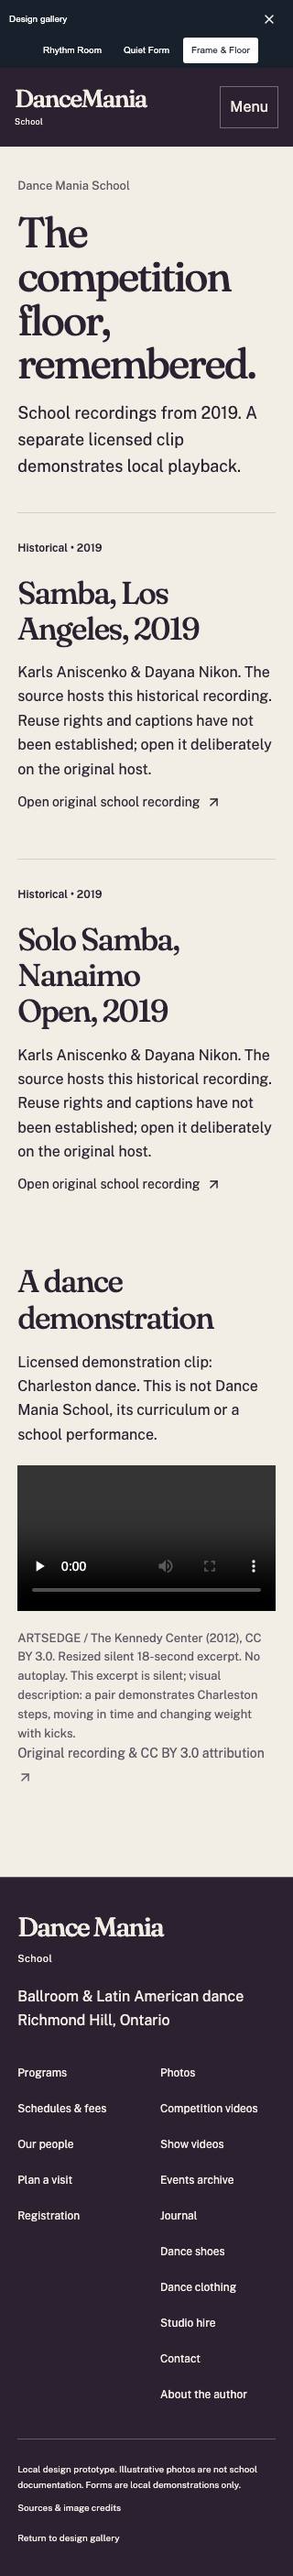 Design gallery
Rhythm Room Quiet Form Frame & Floor
DanceMania
School
Menu
Dance Mania School
The
competition
floor,
remembered.
School recordings from 2019. A
separate licensed clip
demonstrates local playback.
Historical • 2019
Samba, Los
Angeles, 2019
Karls Aniscenko & Dayana Nikon. The
source hosts this historical recording.
Reuse rights and captions have not
been established; open it deliberately
on the original host.
Open original school recording
Historical • 2019
Solo Samba,
Nanaimo
Open, 2019
Karls Aniscenko & Dayana Nikon. The
source hosts this historical recording.
Reuse rights and captions have not
been established; open it deliberately
on the original host.
Open original school recording
A dance
demonstration
Licensed demonstration clip:
Charleston dance. This is not Dance
Mania School, its curriculum or a
school performance.
0:00
ARTSEDGE / The Kennedy Center (2012), CC
BY 3.0. Resized silent 18-second excerpt. No
autoplay. This excerpt is silent; visual
description: a pair demonstrates Charleston
steps, moving in time and changing weight
with kicks.
Original recording & CC BY 3.0 attribution
Dance Mania
School
Ballroom & Latin American dance
Richmond Hill, Ontario
Programs Photos
Schedules & fees Competition videos
Our people Show videos
Plan a visit Events archive
Registration Journal
Dance shoes
Dance clothing
Studio hire
Contact
About the author
Local design prototype. Illustrative photos are not school
documentation. Forms are local demonstrations only.
Sources & image credits
Return to design gallery